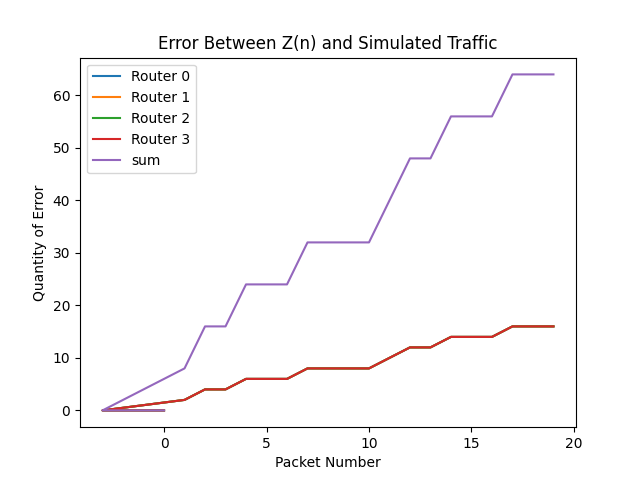 Error Between Z(n) and Simulated Traffic
Router 0
Router 1
Router 2
Router 3
sum
Quantity of Error
60
50
40
30
20
10
0
0 5 10 15 20
Packet Number